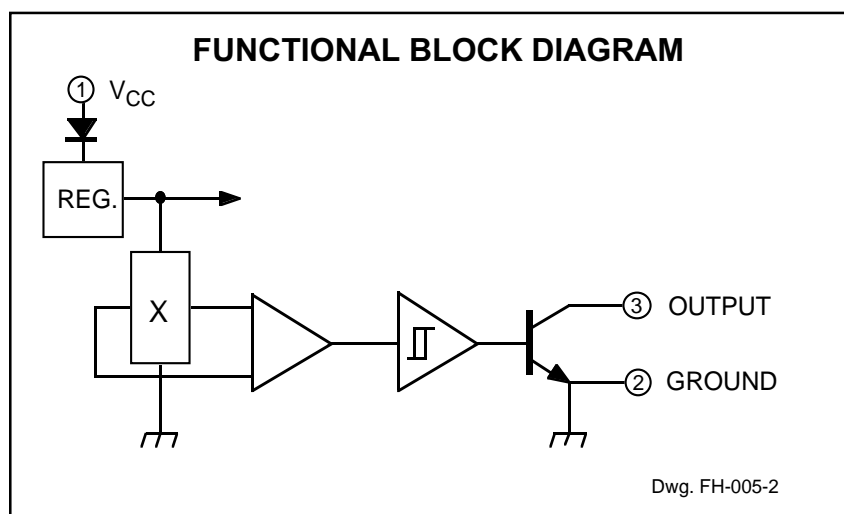 FUNCTIONAL BLOCK DIAGRAM
1 VCC
REG.
X
3 OUTPUT
2 GROUND
Dwg. FH-005-2